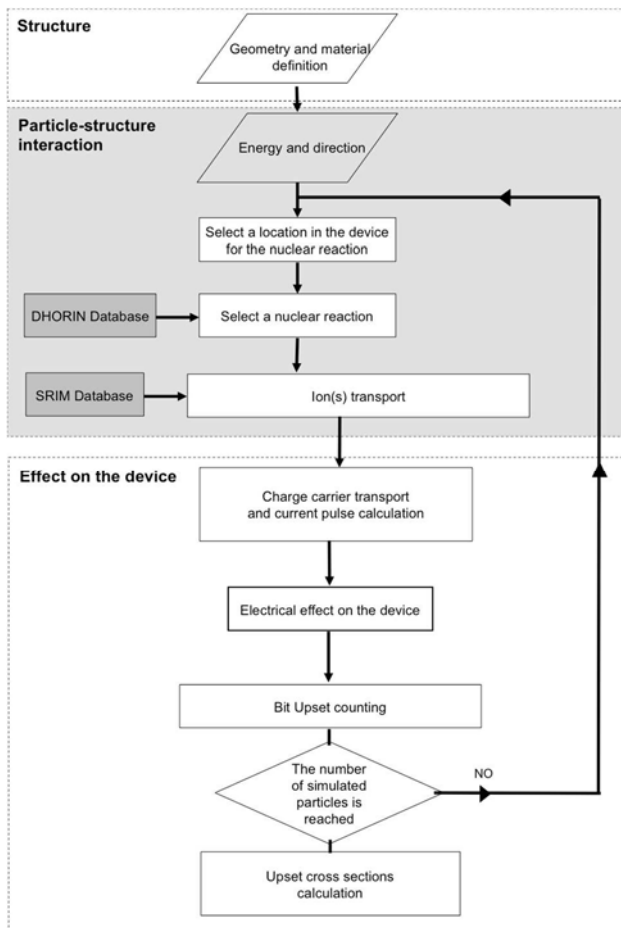 Structure
Geometry and material
definition
Particle-structure
interaction
Energy and direction
Select a location in the device
for the nuclear reaction
DHORIN Database
Select a nuclear reaction
SRIM Database
Ion(s) transport
Effect on the device
Charge carrier transport
and current pulse calculation
Electrical effect on the device
Bit Upset counting
The number
of simulated
particles is
reached
NO
Upset cross sections
calculation